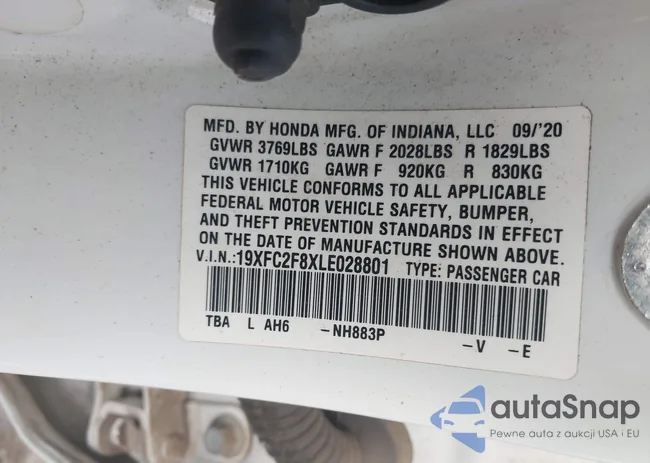 MFD. BY HONDA MFG. OF INDIANA, LLC 09/'20
GVWR 3769LBS GAWR F 2028LBS R 1829LBS
GVWR 1710KG GAWR F 920KG R 830KG
THIS VEHICLE CONFORMS TO ALL APPLICABLE
FEDERAL MOTOR VEHICLE SAFETY, BUMPER,
AND THEFT PREVENTION STANDARDS IN EFFECT
ON THE DATE OF MANUFACTURE SHOWN ABOVE.
V.I.N.:19XFC2F8XLE028801 TYPE: PASSENGER CAR
TBA L AH6 -NH883P
-V -E
autaSnap
Pewne auta z aukcji USA i EU